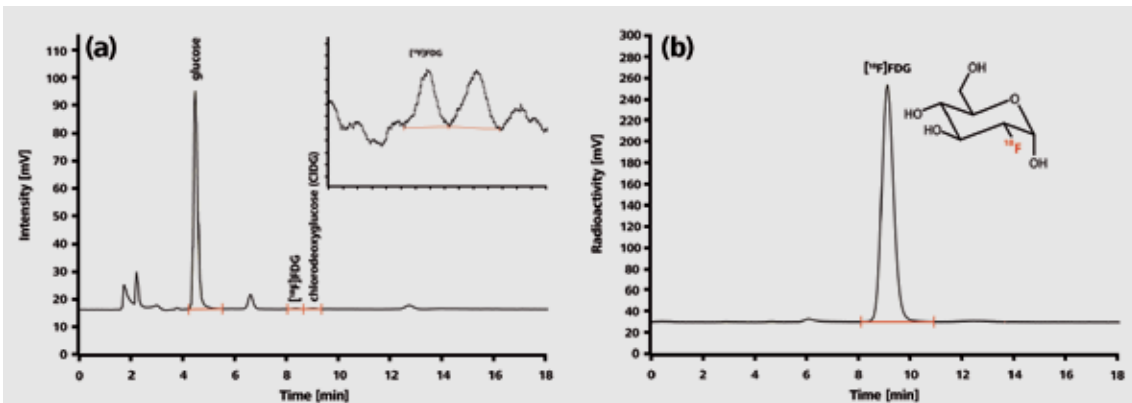 (a)
110
100
90
80
70
60
50
40
30
20
10
0
Intensity [mV]
glucose
[¹⁸F]FDG
chlorodeoxyglucose (ClDG)
[¹⁸F]FDG
0 2 4 6 8 10 12 14 16 18
Time [min]
(b)
300
280
260
240
220
200
180
160
140
120
100
80
60
40
20
0
Radioactivity [mV]
[¹⁸F]FDG
OH
O
HO
HO
¹⁸F
OH
0 2 4 6 8 10 12 14 16 18
Time [min]